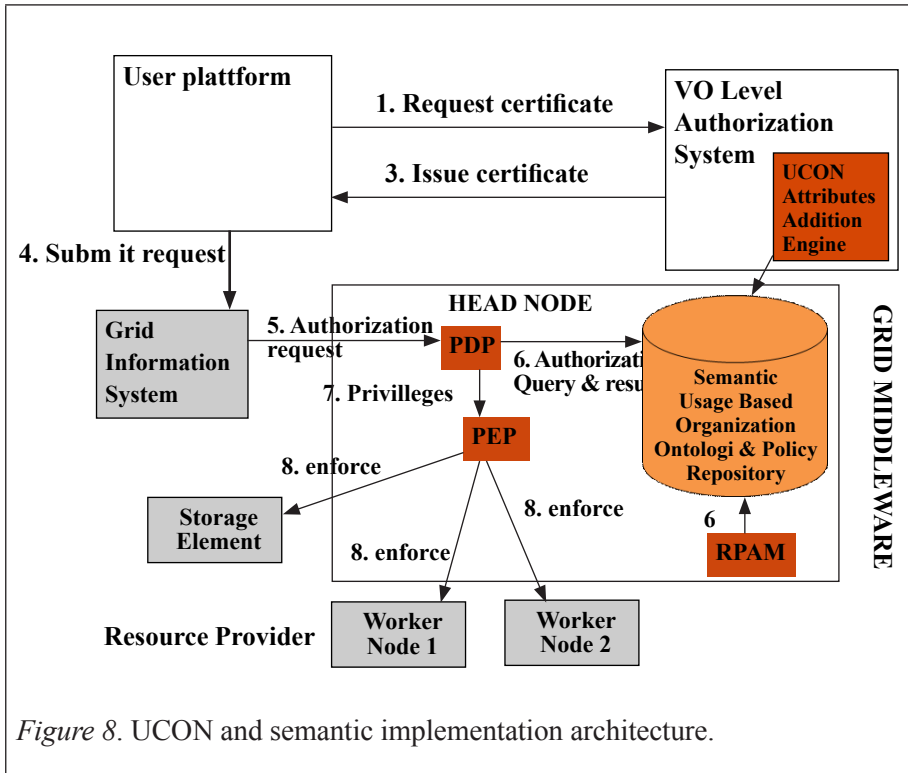 User plattform
1. Request certificate
VO Level
Authorization
System
3. Issue certificate
UCON
Attributes
Addition
Engine
4. Subm it request
HEAD NODE
GRID MIDDLEWARE
Grid
Information
System
5. Authorization
request
PDP
6. Authorizati
Query & resu
7. Privilleges
PEP
Semantic
Usage Based
Organization
Ontologi & Policy
Repository
8. enforce
Storage
Element
8. enforce
8. enforce
6
RPAM
Resource Provider
Worker
Node 1
Worker
Node 2
Figure 8. UCON and semantic implementation architecture.